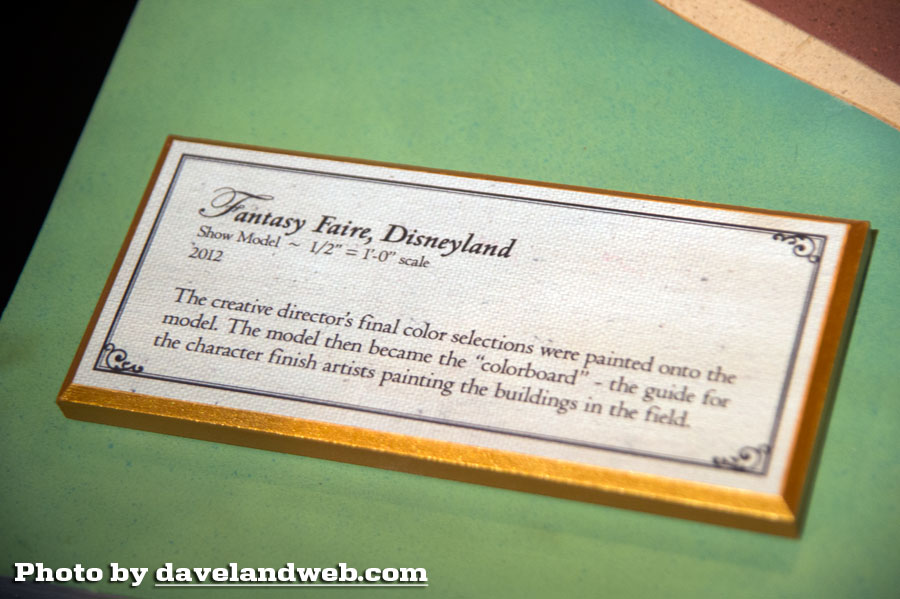 Fantasy Faire, Disneyland
Show Model ~ 1/2" = 1'-0" scale
2012
The creative director's final color selections were painted onto the
model. The model then became the "colorboard" - the guide for
the character finish artists painting the buildings in the field.
Photo by davelandweb.com